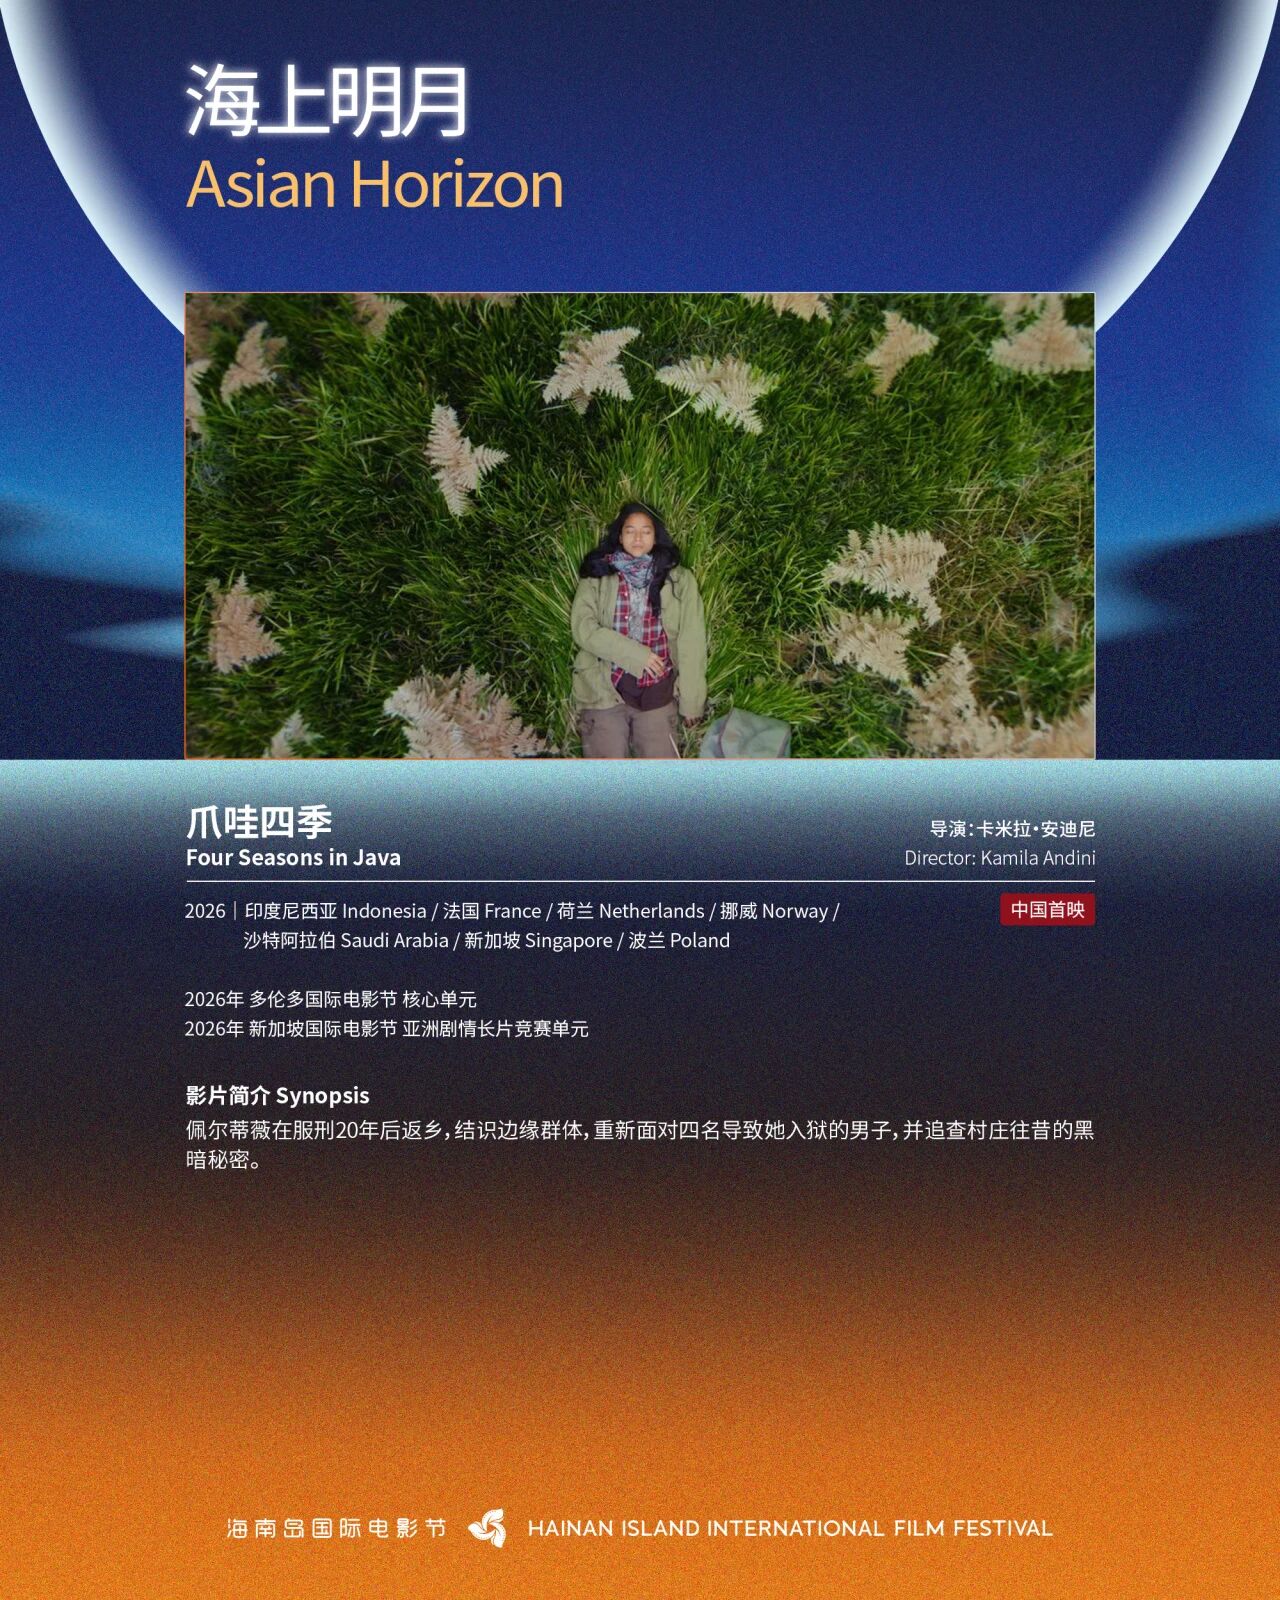 海上明月
Asian Horizon
爪哇四季
Four Seasons in Java
导演：卡米拉·安迪尼
Director: Kamila Andini
2026｜印度尼西亚 Indonesia / 法国 France / 荷兰 Netherlands / 挪威 Norway /
沙特阿拉伯 Saudi Arabia / 新加坡 Singapore / 波兰 Poland
中国首映
2026年 多伦多国际电影节 核心单元
2026年 新加坡国际电影节 亚洲剧情长片竞赛单元
影片简介 Synopsis
佩尔蒂薇在服刑20年后返乡，结识边缘群体，重新面对四名导致她入狱的男子，并追查村庄往昔的黑
暗秘密。
海南岛国际电影节 HAINAN ISLAND INTERNATIONAL FILM FESTIVAL